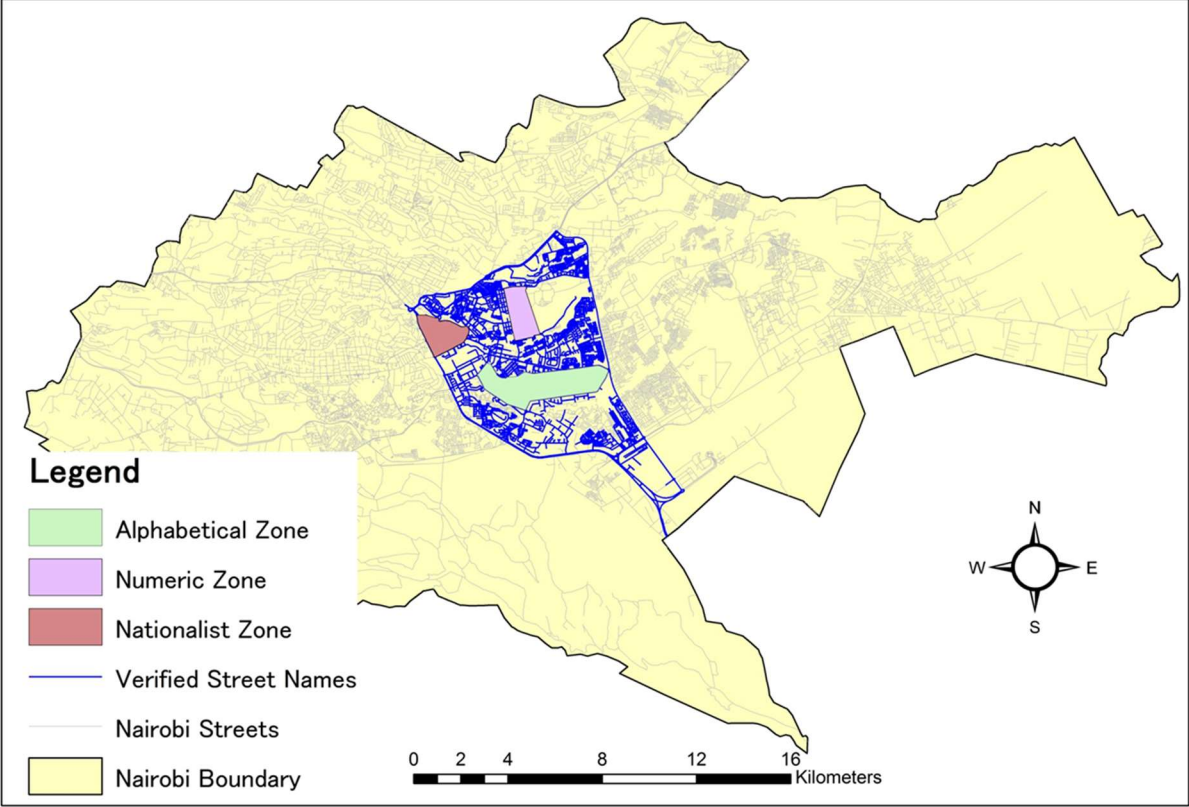 Legend
Alphabetical Zone
Numeric Zone
Nationalist Zone
Verified Street Names
Nairobi Streets
Nairobi Boundary
N
W E
S
0 2 4 8 12 16
Kilometers